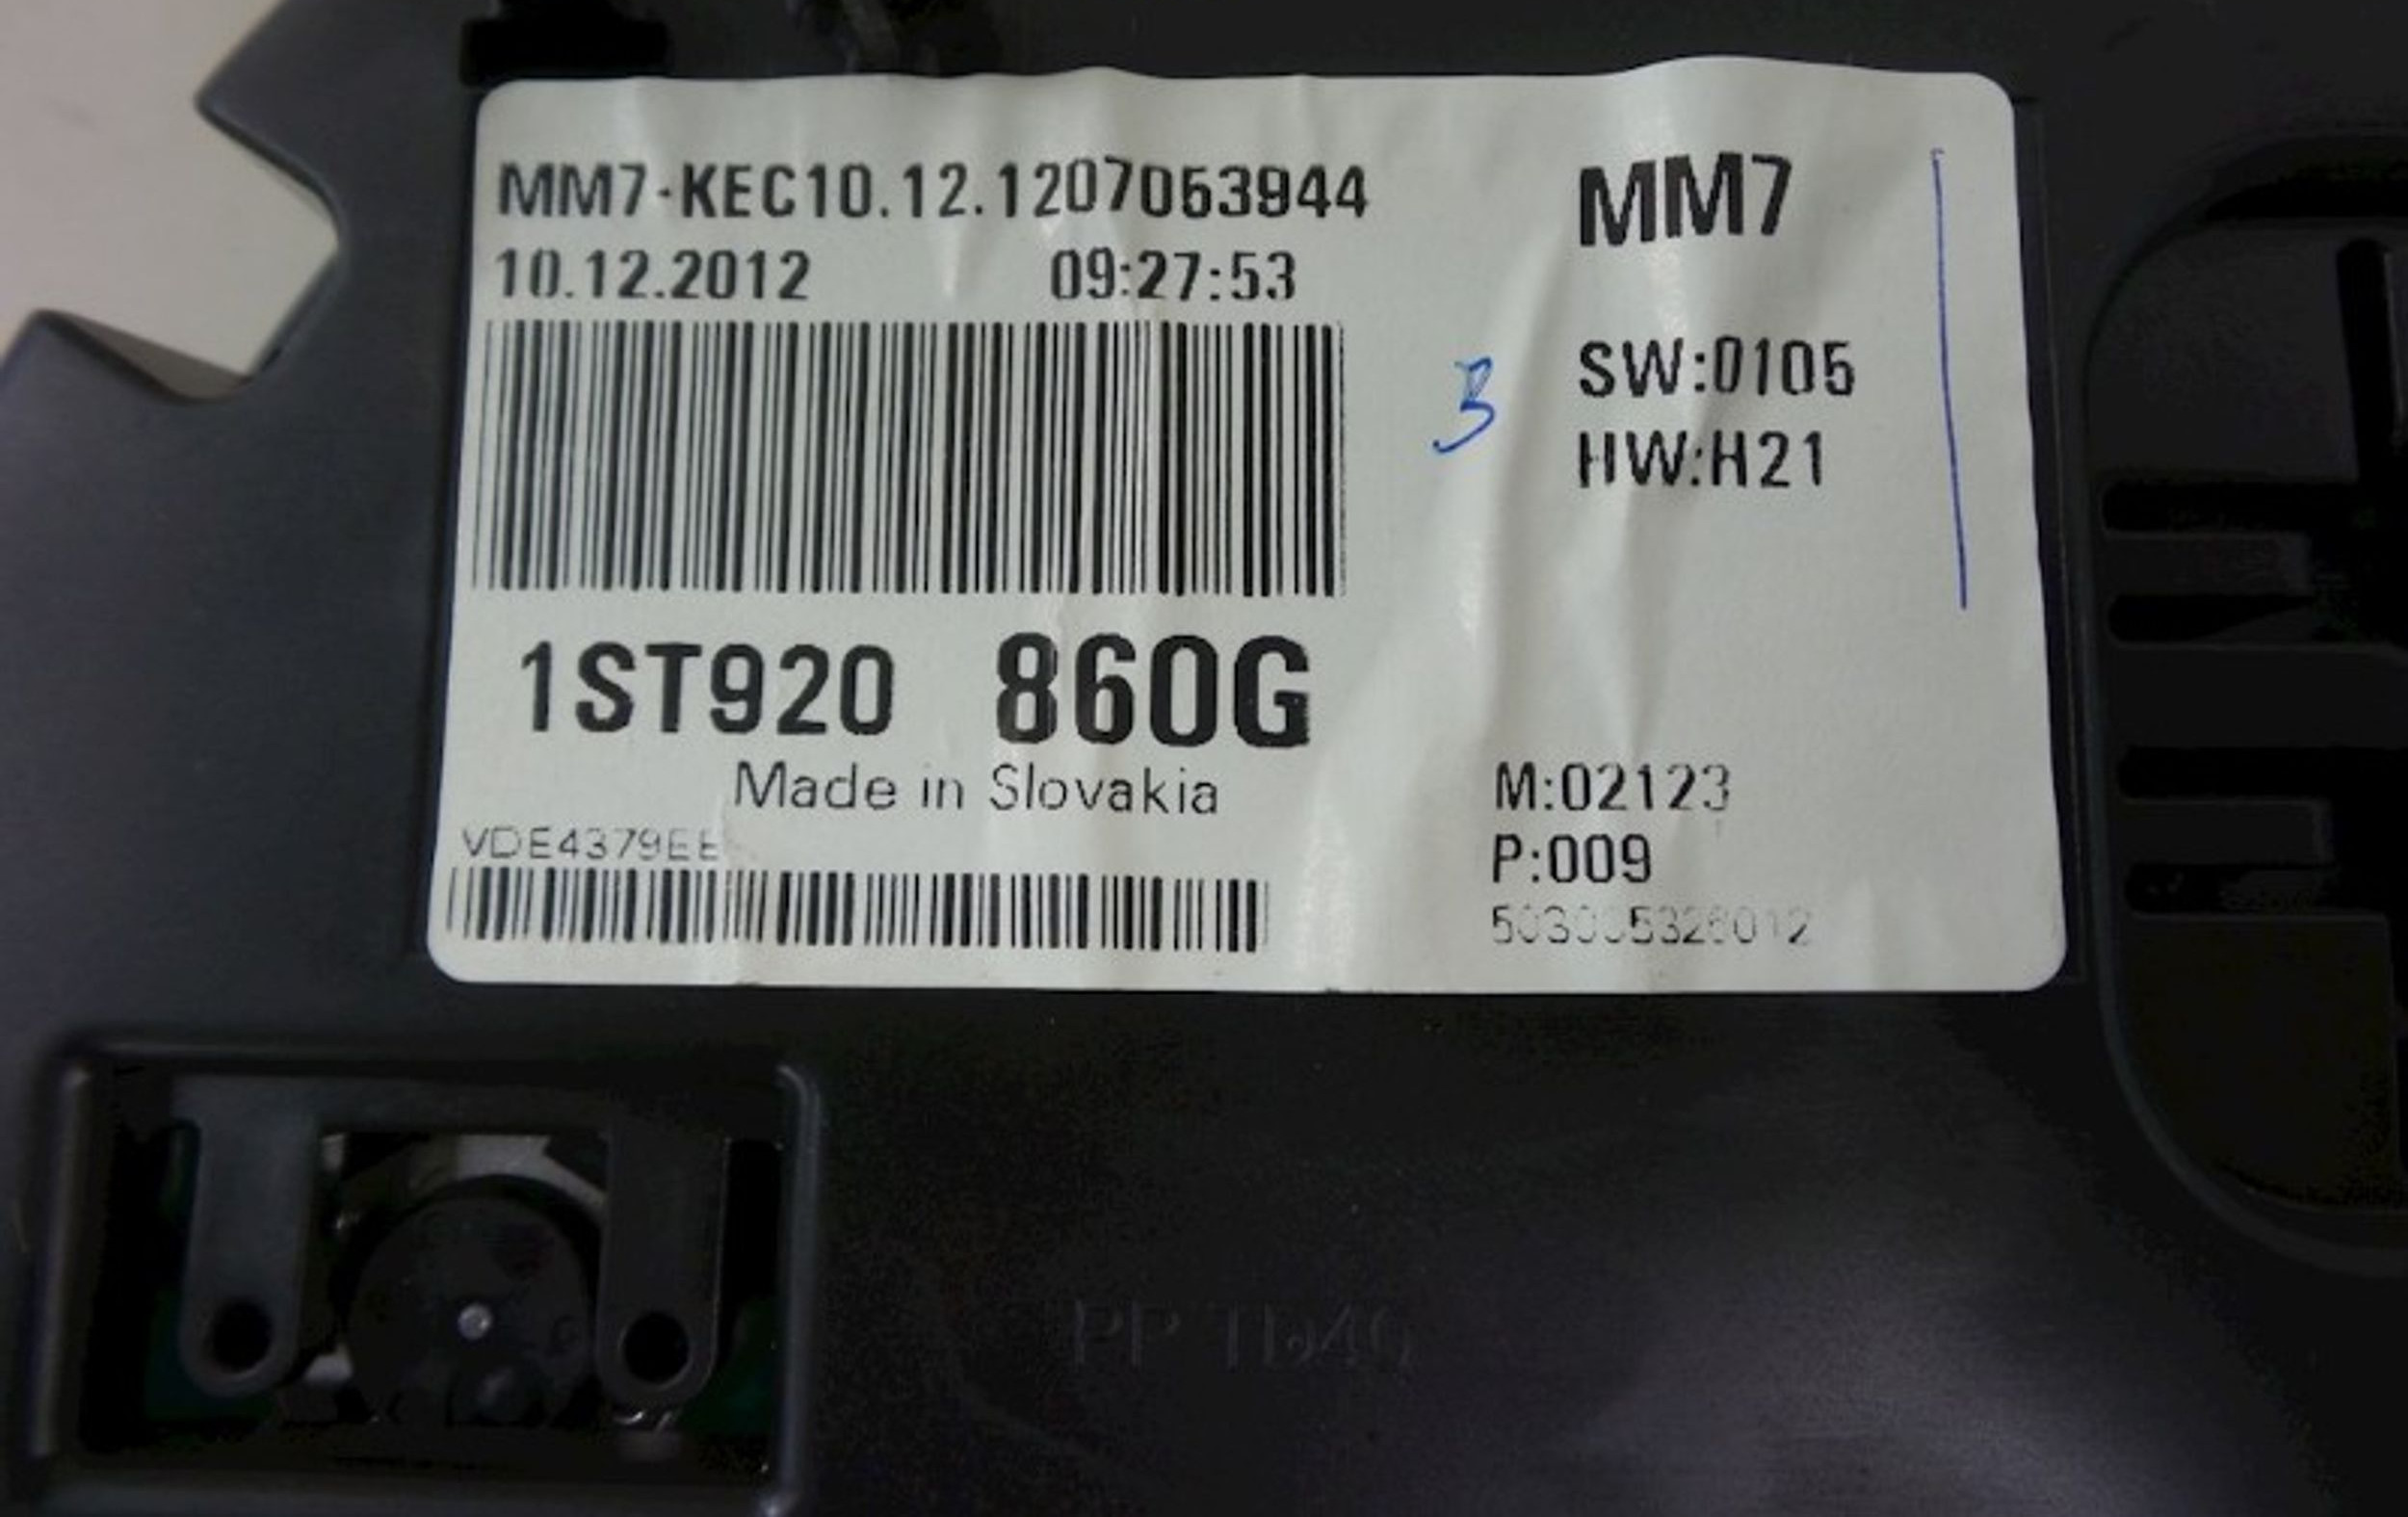 MM7-KEC10.12.1207053944
10.12.2012 09:27:53
1ST920 860G
Made in Slovakia
MM7
3
SW:0105
HW:H21
M:02123
P:009